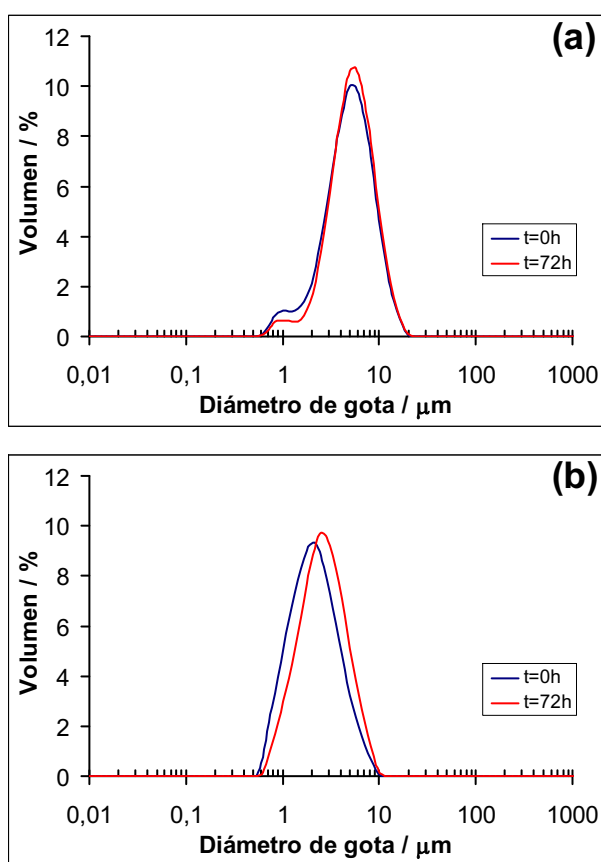 (a)
12
10
8
6
4
2
0
Volumen / %
t=0h
t=72h
0,01 0,1 1 10 100 1000
Diámetro de gota / μm
(b)
12
10
8
6
4
2
0
Volumen / %
t=0h
t=72h
0,01 0,1 1 10 100 1000
Diámetro de gota / μm